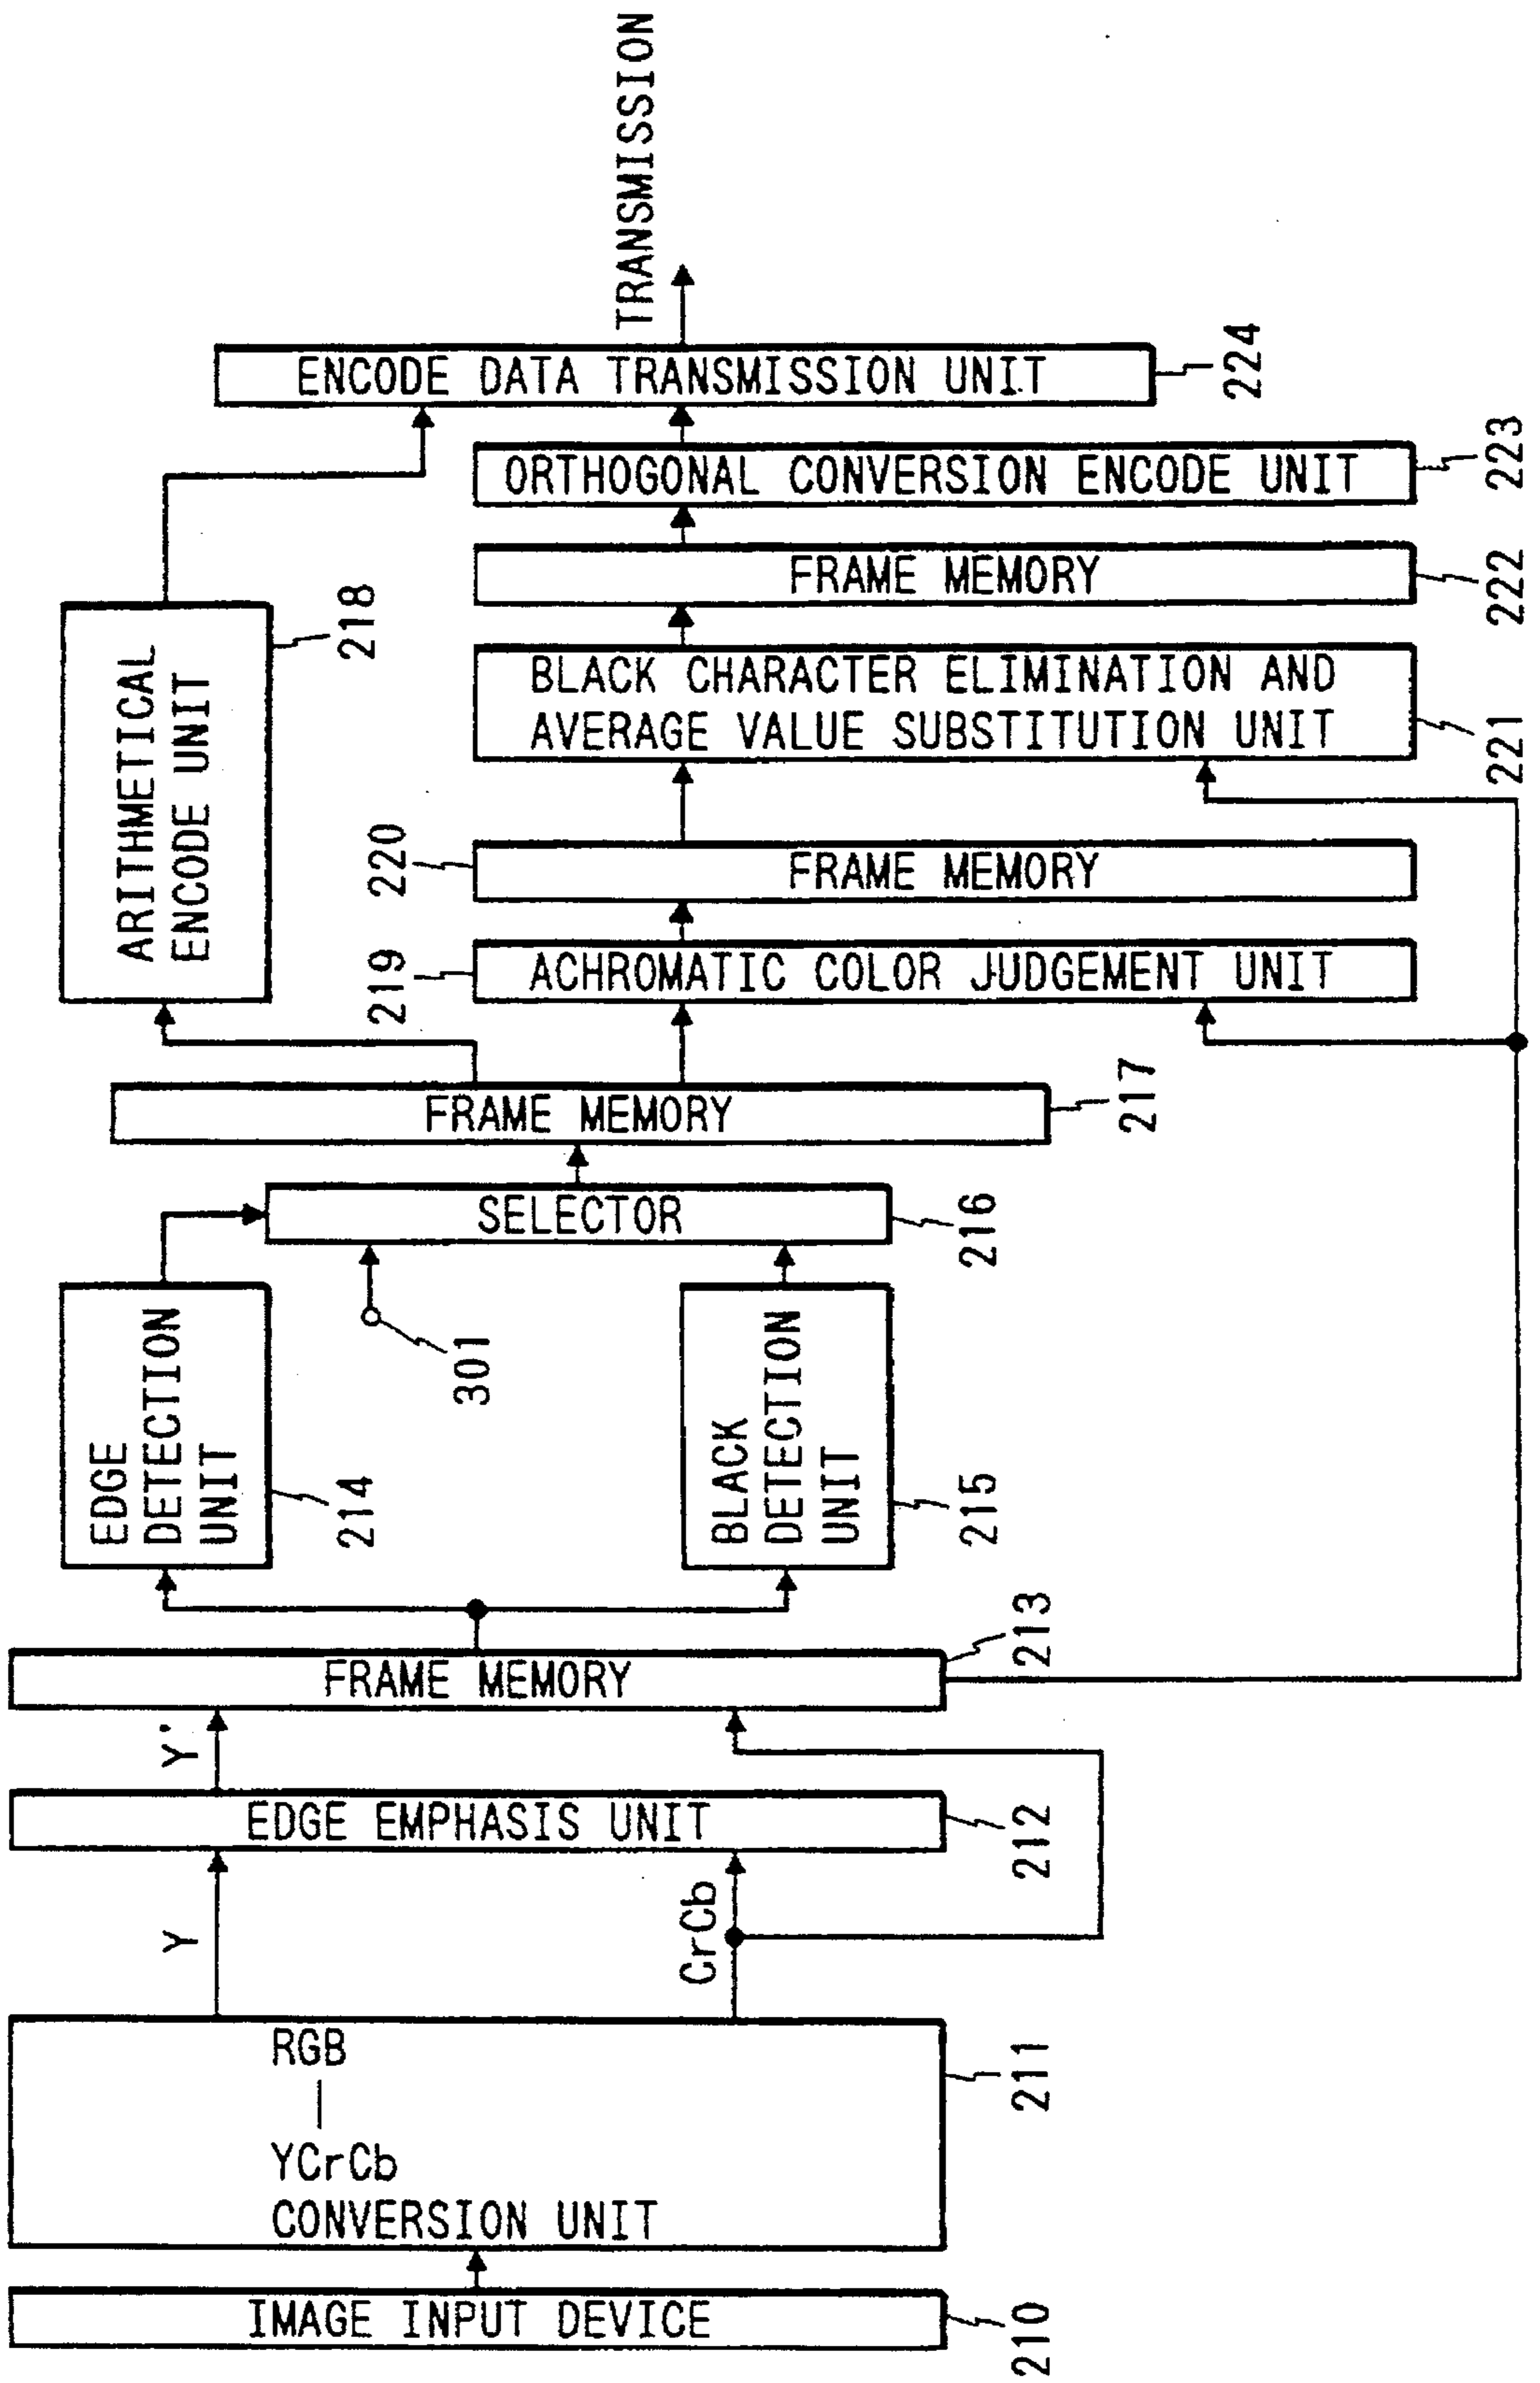 IMAGE INPUT DEVICE
210
RGB
—
YCrCb
CONVERSION UNIT
211
Y
CrCb
EDGE EMPHASIS UNIT
212
Y'
FRAME MEMORY
213
EDGE
DETECTION
UNIT
214
BLACK
DETECTION
UNIT
215
301
SELECTOR
216
FRAME MEMORY
217
ARITHMETICAL
ENCODE UNIT
218
ACHROMATIC COLOR JUDGEMENT UNIT
219
FRAME MEMORY
220
BLACK CHARACTER ELIMINATION AND
AVERAGE VALUE SUBSTITUTION UNIT
221
FRAME MEMORY
222
ORTHOGONAL CONVERSION ENCODE UNIT
223
ENCODE DATA TRANSMISSION UNIT
224
TRANSMISSION